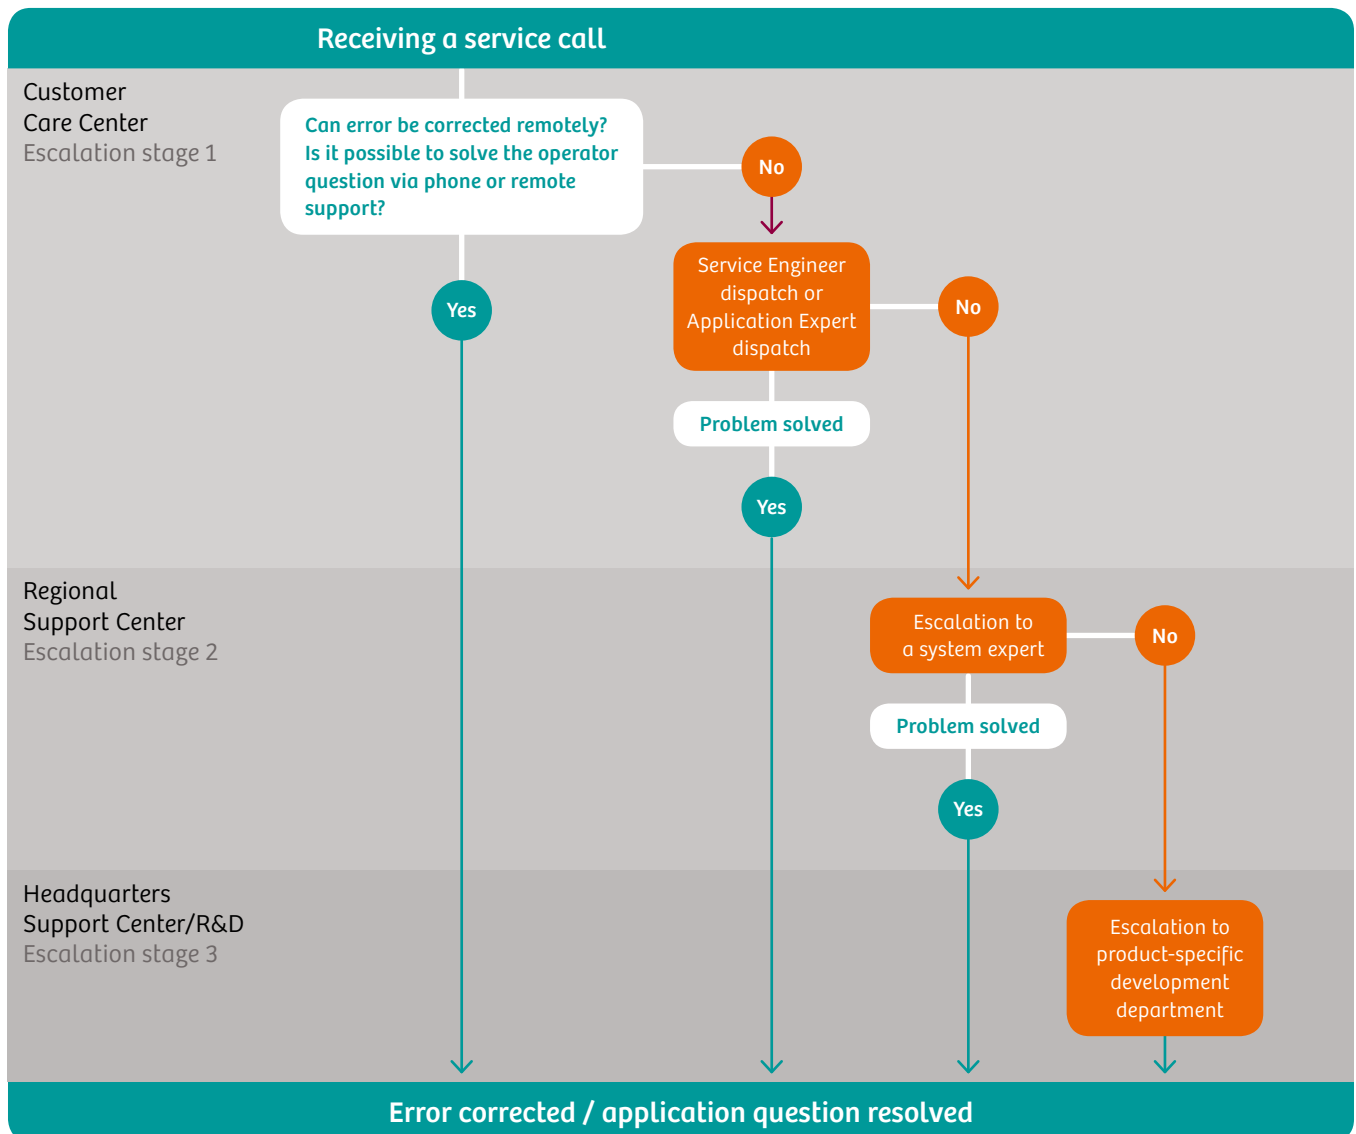 Receiving a service call
Customer
Care Center
Escalation stage 1
Can error be corrected remotely?
Is it possible to solve the operator
question via phone or remote
support?
No
Yes
Service Engineer
dispatch or
Application Expert
dispatch
No
Problem solved
Yes
Regional
Support Center
Escalation stage 2
Escalation to
a system expert
No
Problem solved
Yes
Headquarters
Support Center/R&D
Escalation stage 3
Escalation to
product-specific
development
department
Error corrected / application question resolved